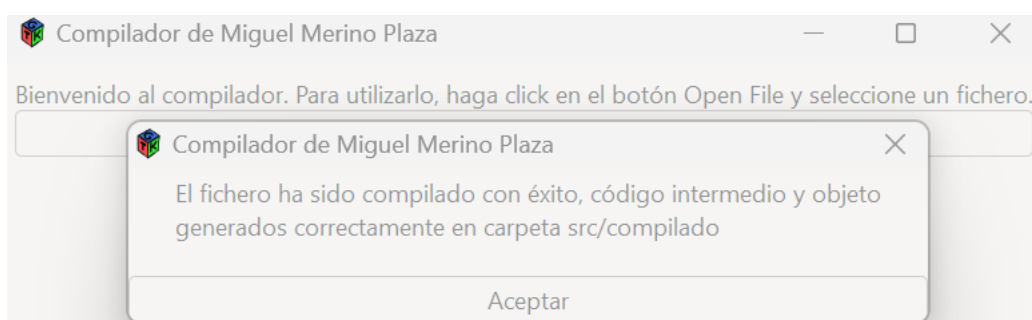 Compilador de Miguel Merino Plaza
Bienvenido al compilador. Para utilizarlo, haga click en el botón Open File y seleccione un fichero.
Compilador de Miguel Merino Plaza
El fichero ha sido compilado con éxito, código intermedio y objeto
generados correctamente en carpeta src/compilado
Aceptar